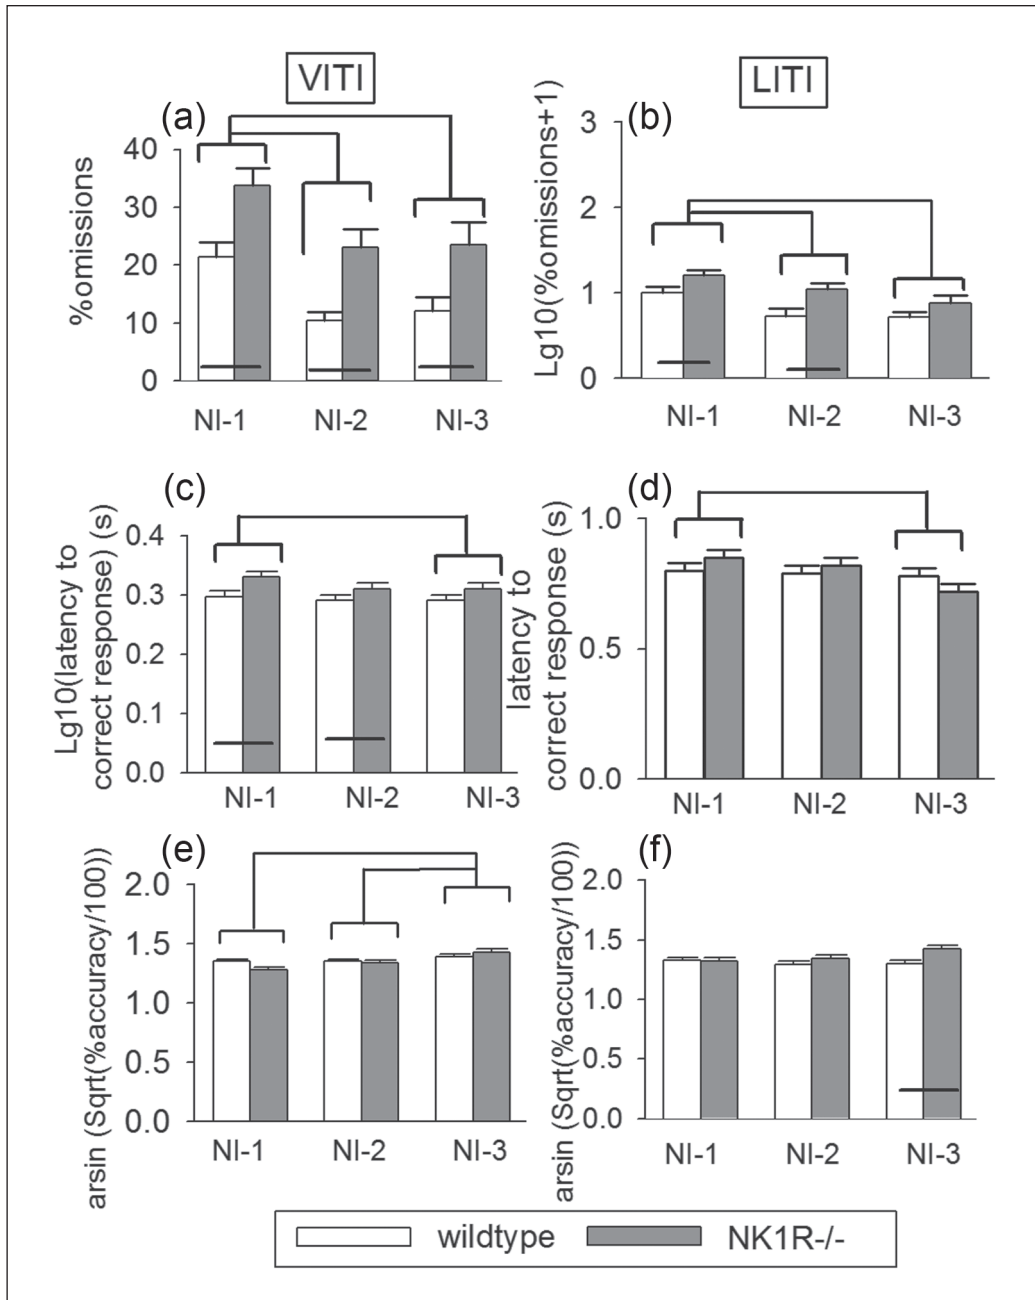 VITI
LITI
(a)
%omissions
40
30
20
10
0
NI-1 NI-2 NI-3
(b)
Lg10(%omissions+1)
3
2
1
0
NI-1 NI-2 NI-3
(c)
Lg10(latency to
correct response) (s)
0.4
0.3
0.2
0.1
0.0
NI-1 NI-2 NI-3
(d)
latency to
correct response (s)
1.0
0.5
0.0
NI-1 NI-2 NI-3
(e)
arsin (Sqrt(%accuracy/100))
2.0
1.5
1.0
0.5
0.0
NI-1 NI-2 NI-3
(f)
arsin (Sqrt(%accuracy/100))
2.0
1.5
1.0
0.5
0.0
NI-1 NI-2 NI-3
wildtype NK1R-/-